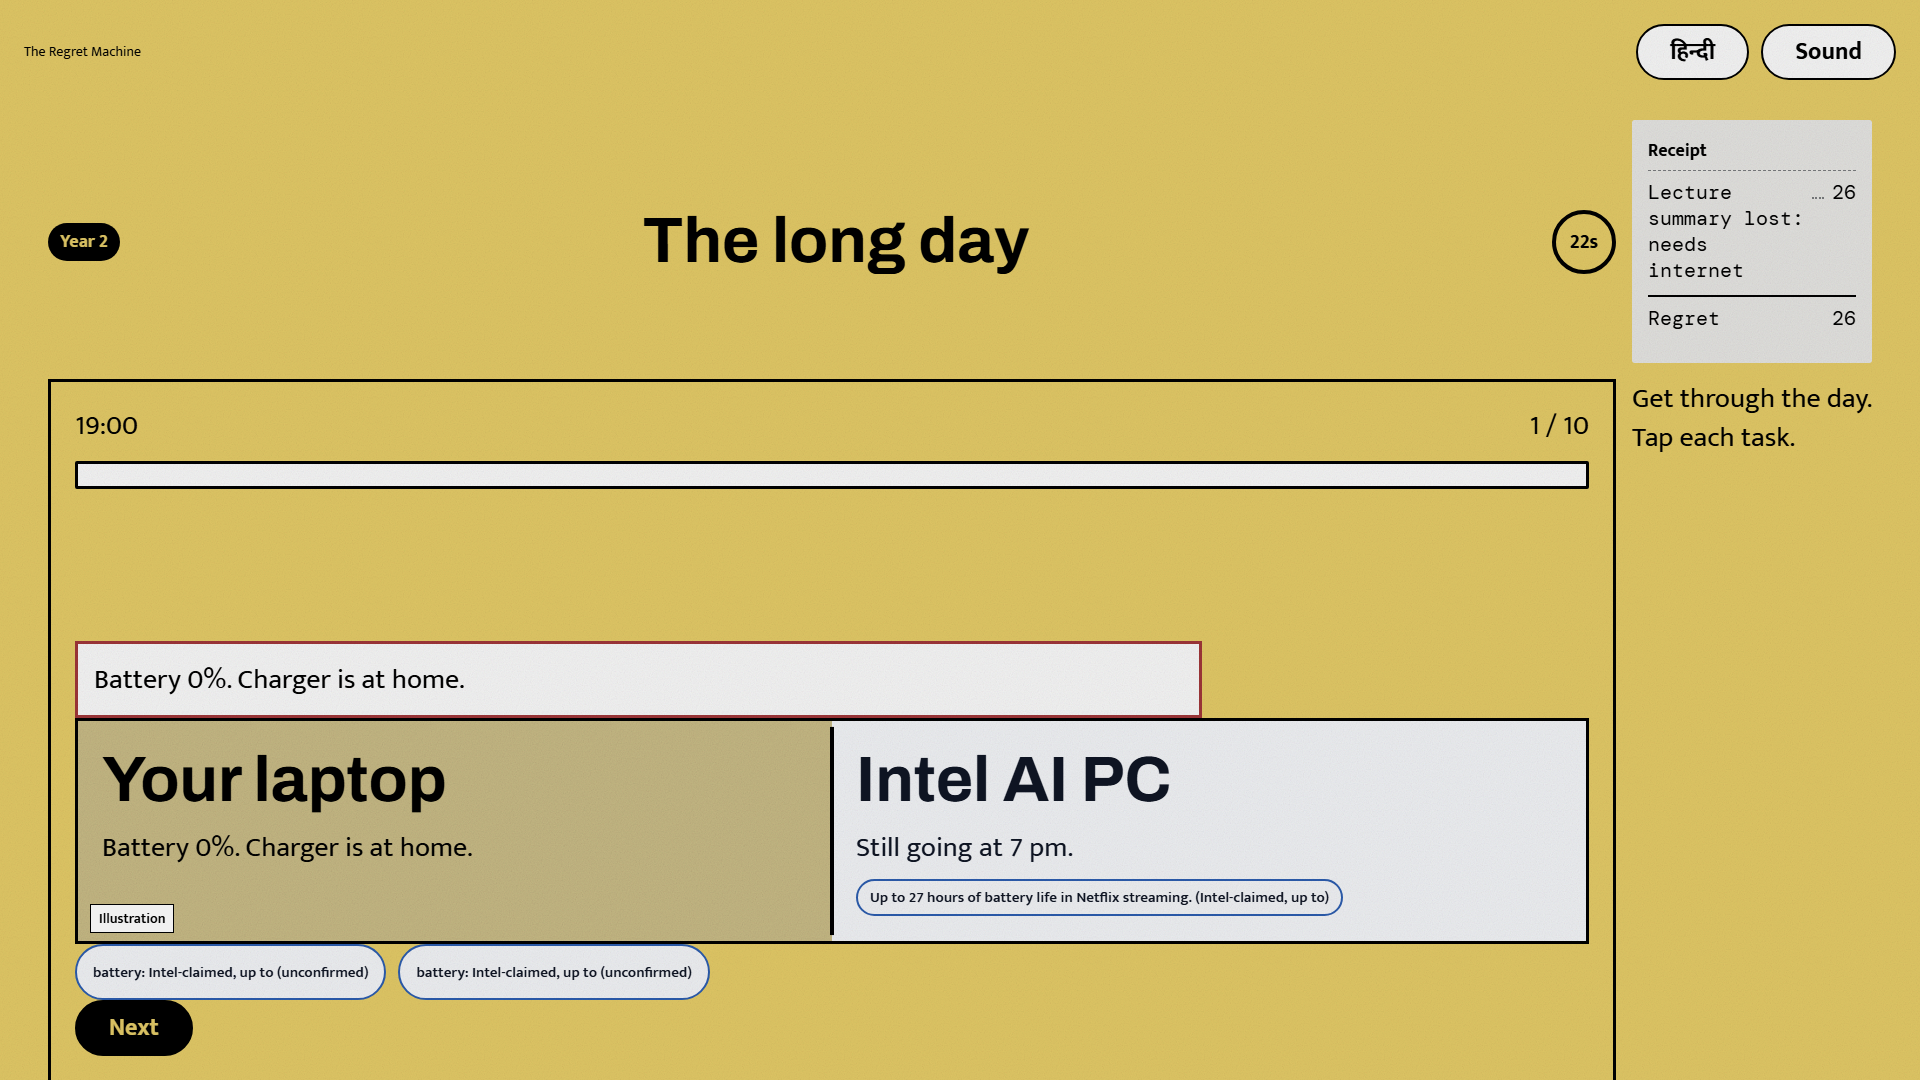 The Regret Machine
हिन्दी
Sound
Year 2
The long day
22s
Receipt
Lecture .... 26
summary lost:
needs
internet
Regret 26
Get through the day.
Tap each task.
19:00
1 / 10
Battery 0%. Charger is at home.
Your laptop
Battery 0%. Charger is at home.
Illustration
Intel AI PC
Still going at 7 pm.
Up to 27 hours of battery life in Netflix streaming. (Intel-claimed, up to)
battery: Intel-claimed, up to (unconfirmed)
battery: Intel-claimed, up to (unconfirmed)
Next